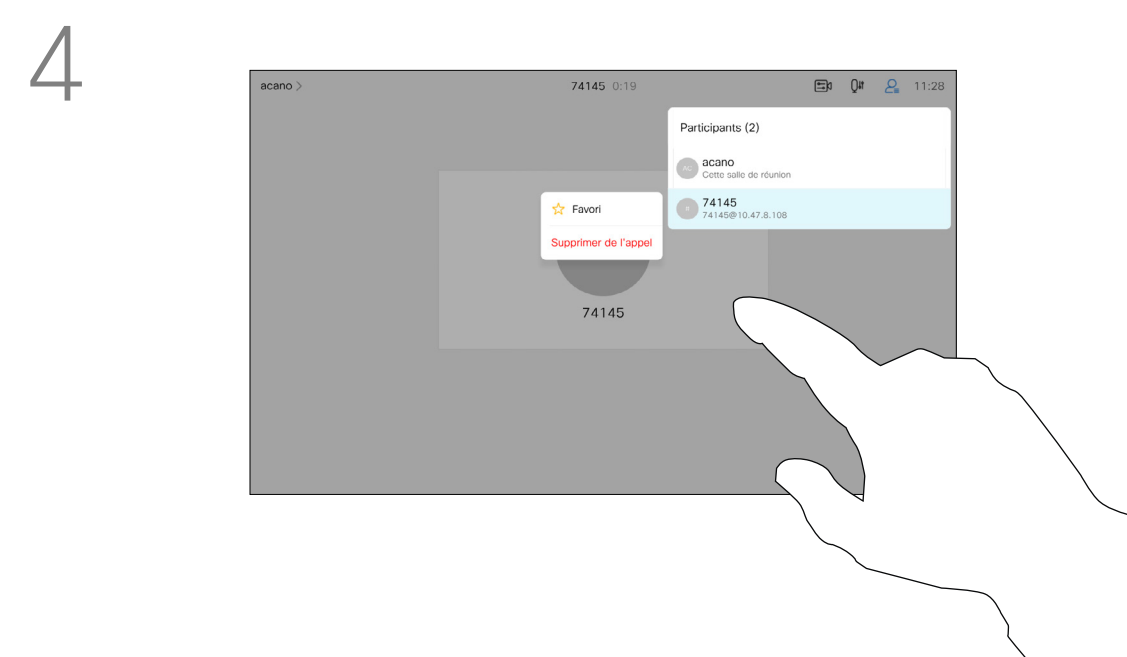 4
acano
74145 0:19
11:28
Participants (2)
AC
acano
Cette salle de réunion
74145
74145@10.47.8.108
Favori
Supprimer de l'appel
74145